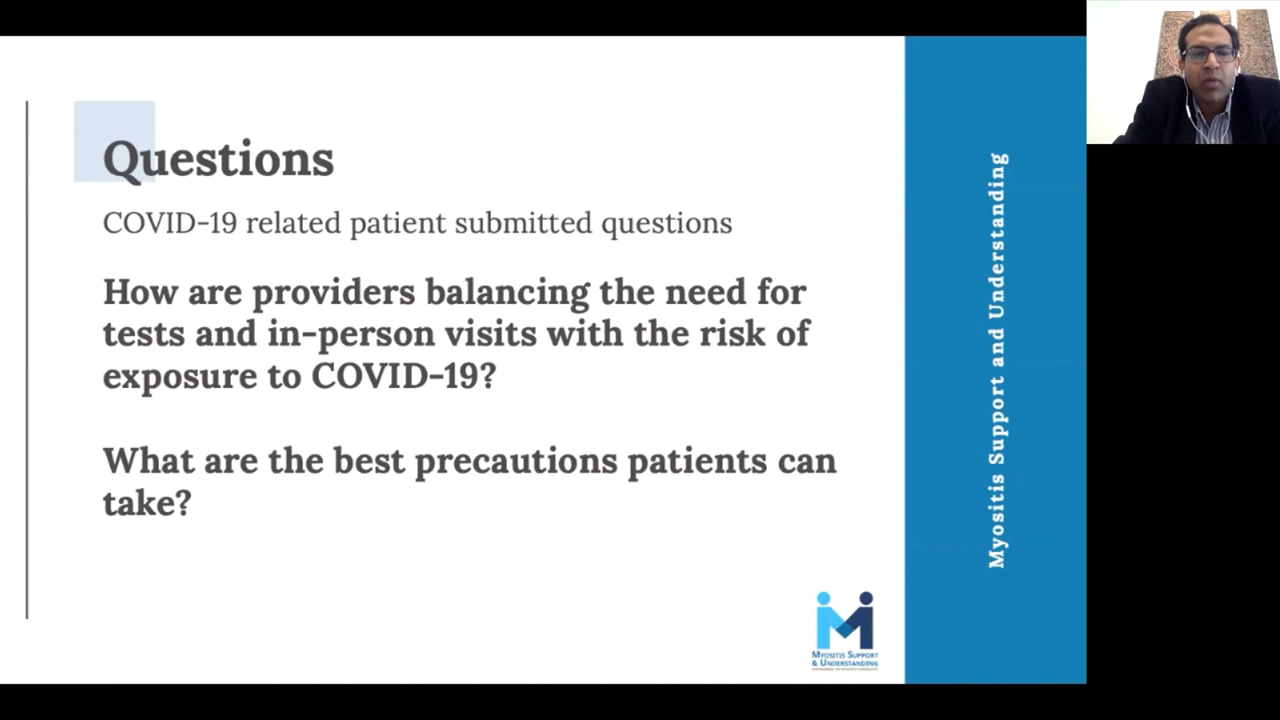 Questions
COVID-19 related patient submitted questions
How are providers balancing the need for
tests and in-person visits with the risk of
exposure to COVID-19?
What are the best precautions patients can
take?
Myositis Support and Understanding
Myositis Support
& Understanding